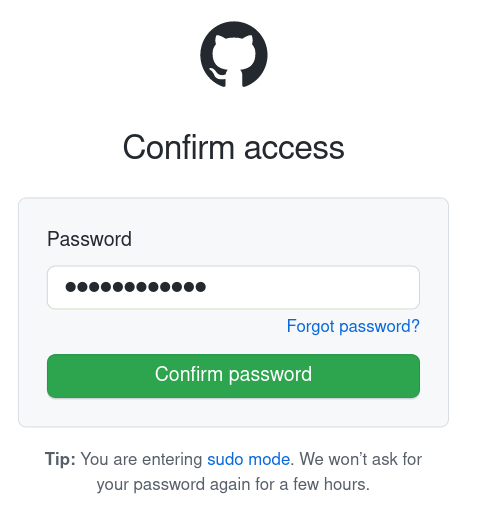 Confirm access
Password
●●●●●●●●●●●●
Forgot password?
Confirm password
Tip: You are entering sudo mode. We won't ask for
your password again for a few hours.